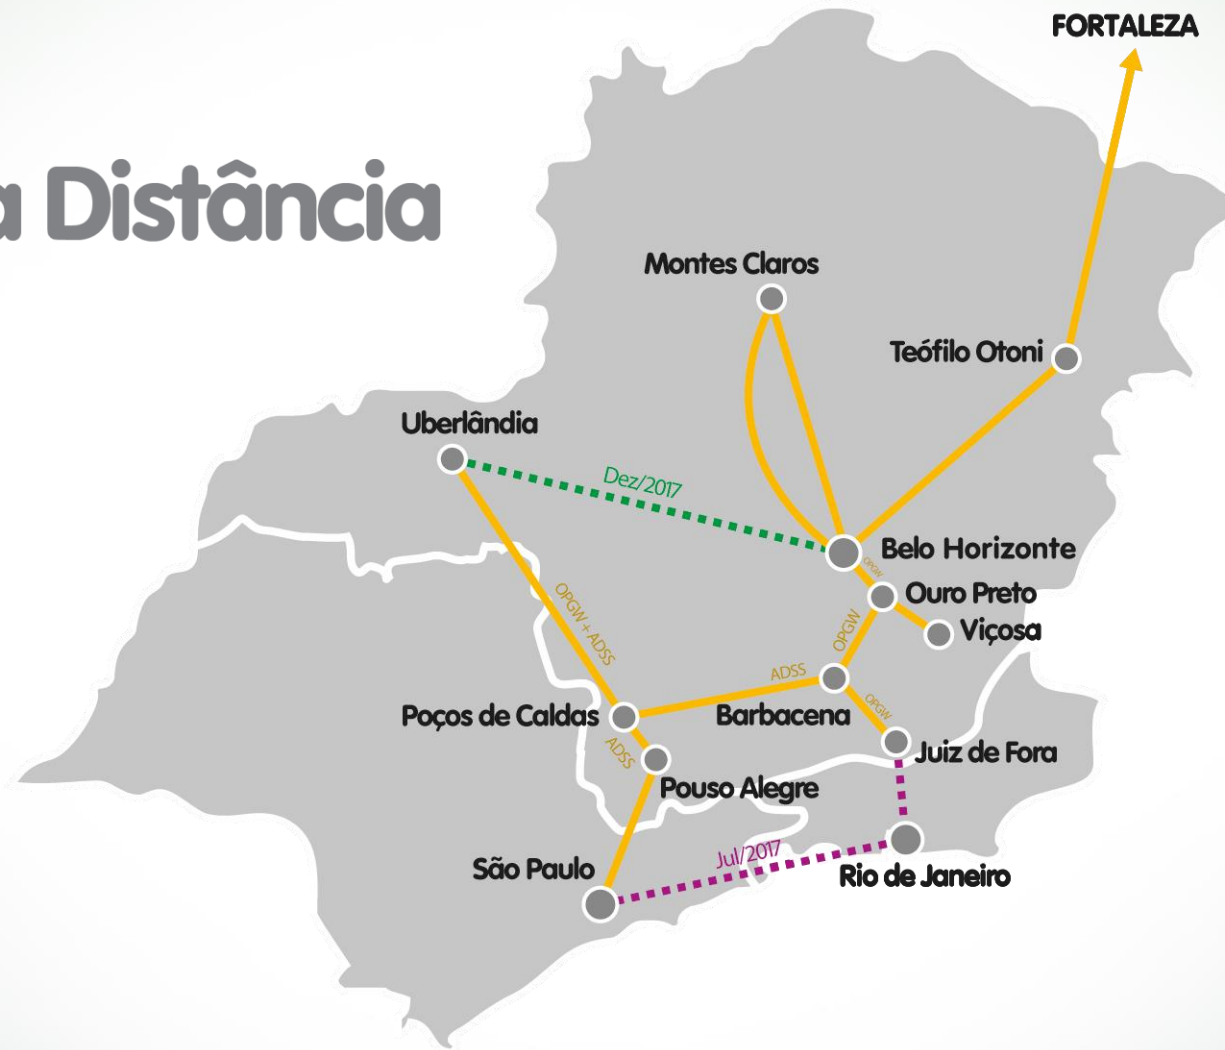 FORTALEZA
a Distância
Montes Claros
Teófilo Otoni
Uberlândia
Dez/2017
Belo Horizonte
OPGW
Ouro Preto
OPGW + ADSS
OPGW
Viçosa
ADSS
OPGW
Poços de Caldas
Barbacena
ADSS
Juiz de Fora
Pouso Alegre
Jul/2017
São Paulo
Rio de Janeiro